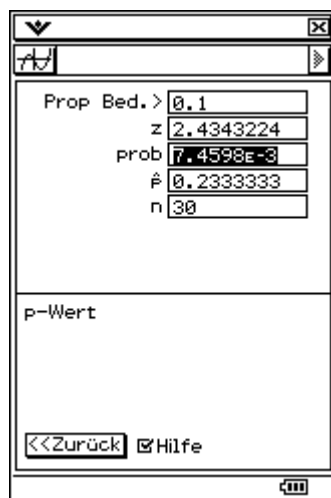 Prop Bed. > 0.1
z 2.4343224
prob 7.4598E-3
p̂ 0.2333333
n 30
p-Wert
<<Zurück Hilfe